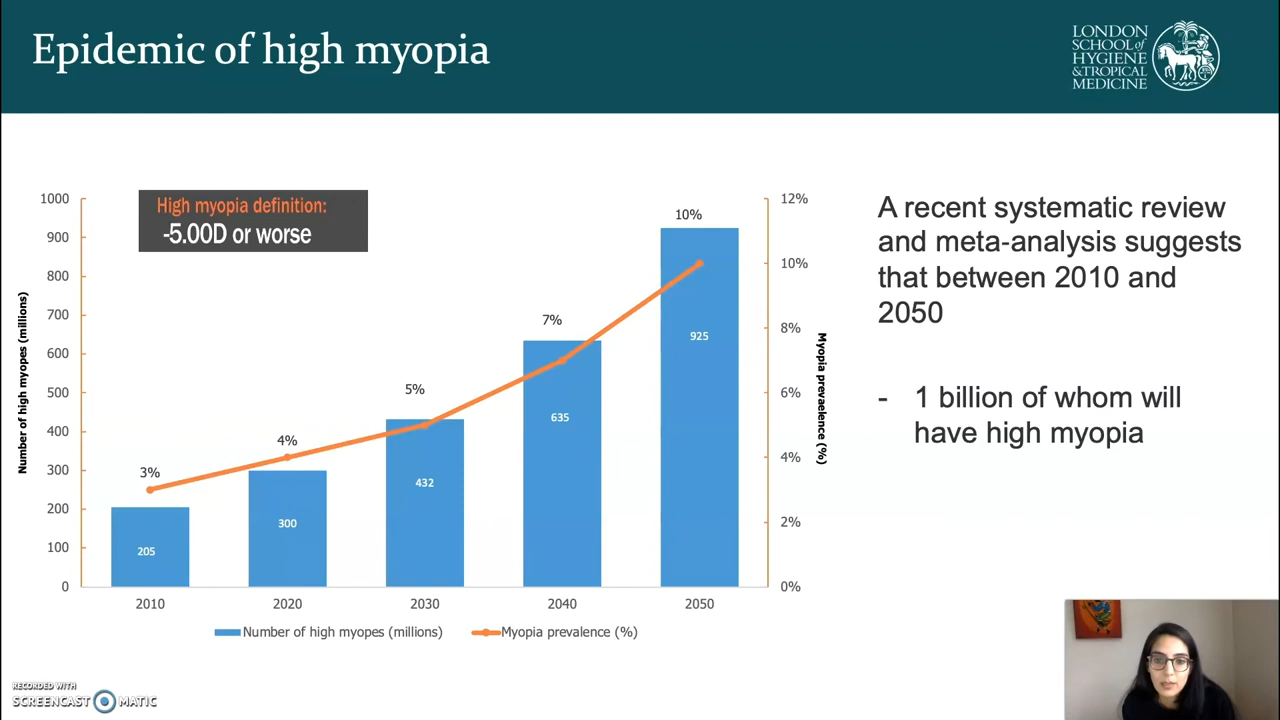 Epidemic of high myopia
LONDON
SCHOOL of
HYGIENE
& TROPICAL
MEDICINE
High myopia definition:
-5.00D or worse
A recent systematic review
and meta-analysis suggests
that between 2010 and
2050
- 1 billion of whom will
have high myopia
Number of high myopes (millions)
1000
900
800
700
600
500
400
300
200
100
0
3%
4%
5%
7%
10%
205
300
432
635
925
12%
10%
8%
6%
4%
2%
0%
Myopia prevaelence (%)
2010 2020 2030 2040 2050
Number of high myopes (millions) Myopia prevalence (%)
RECORDED WITH
SCREENCAST MATIC